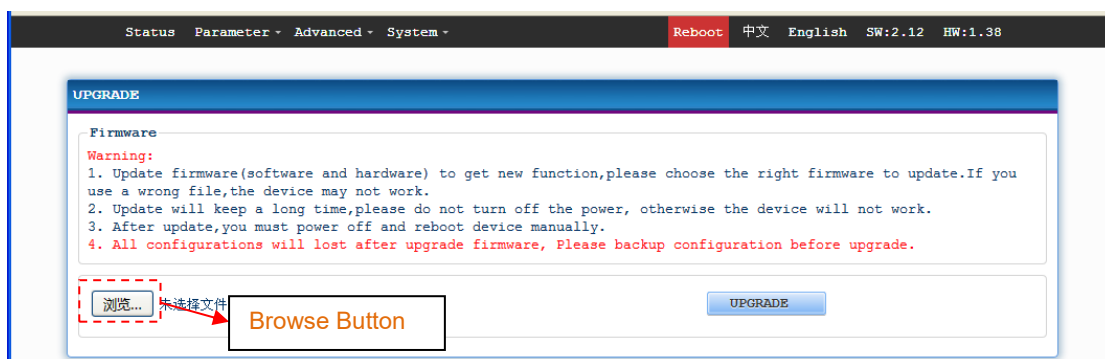 Status Parameter Advanced System Reboot 中文 English SW:2.12 HW:1.38
UPGRADE
Firmware
Warning:
1. Update firmware(software and hardware) to get new function,please choose the right firmware to update.If you
use a wrong file,the device may not work.
2. Update will keep a long time,please do not turn off the power, otherwise the device will not work.
3. After update,you must power off and reboot device manually.
4. All configurations will lost after upgrade firmware, Please backup configuration before upgrade.
浏览... 未选择文件 UPGRADE
Browse Button